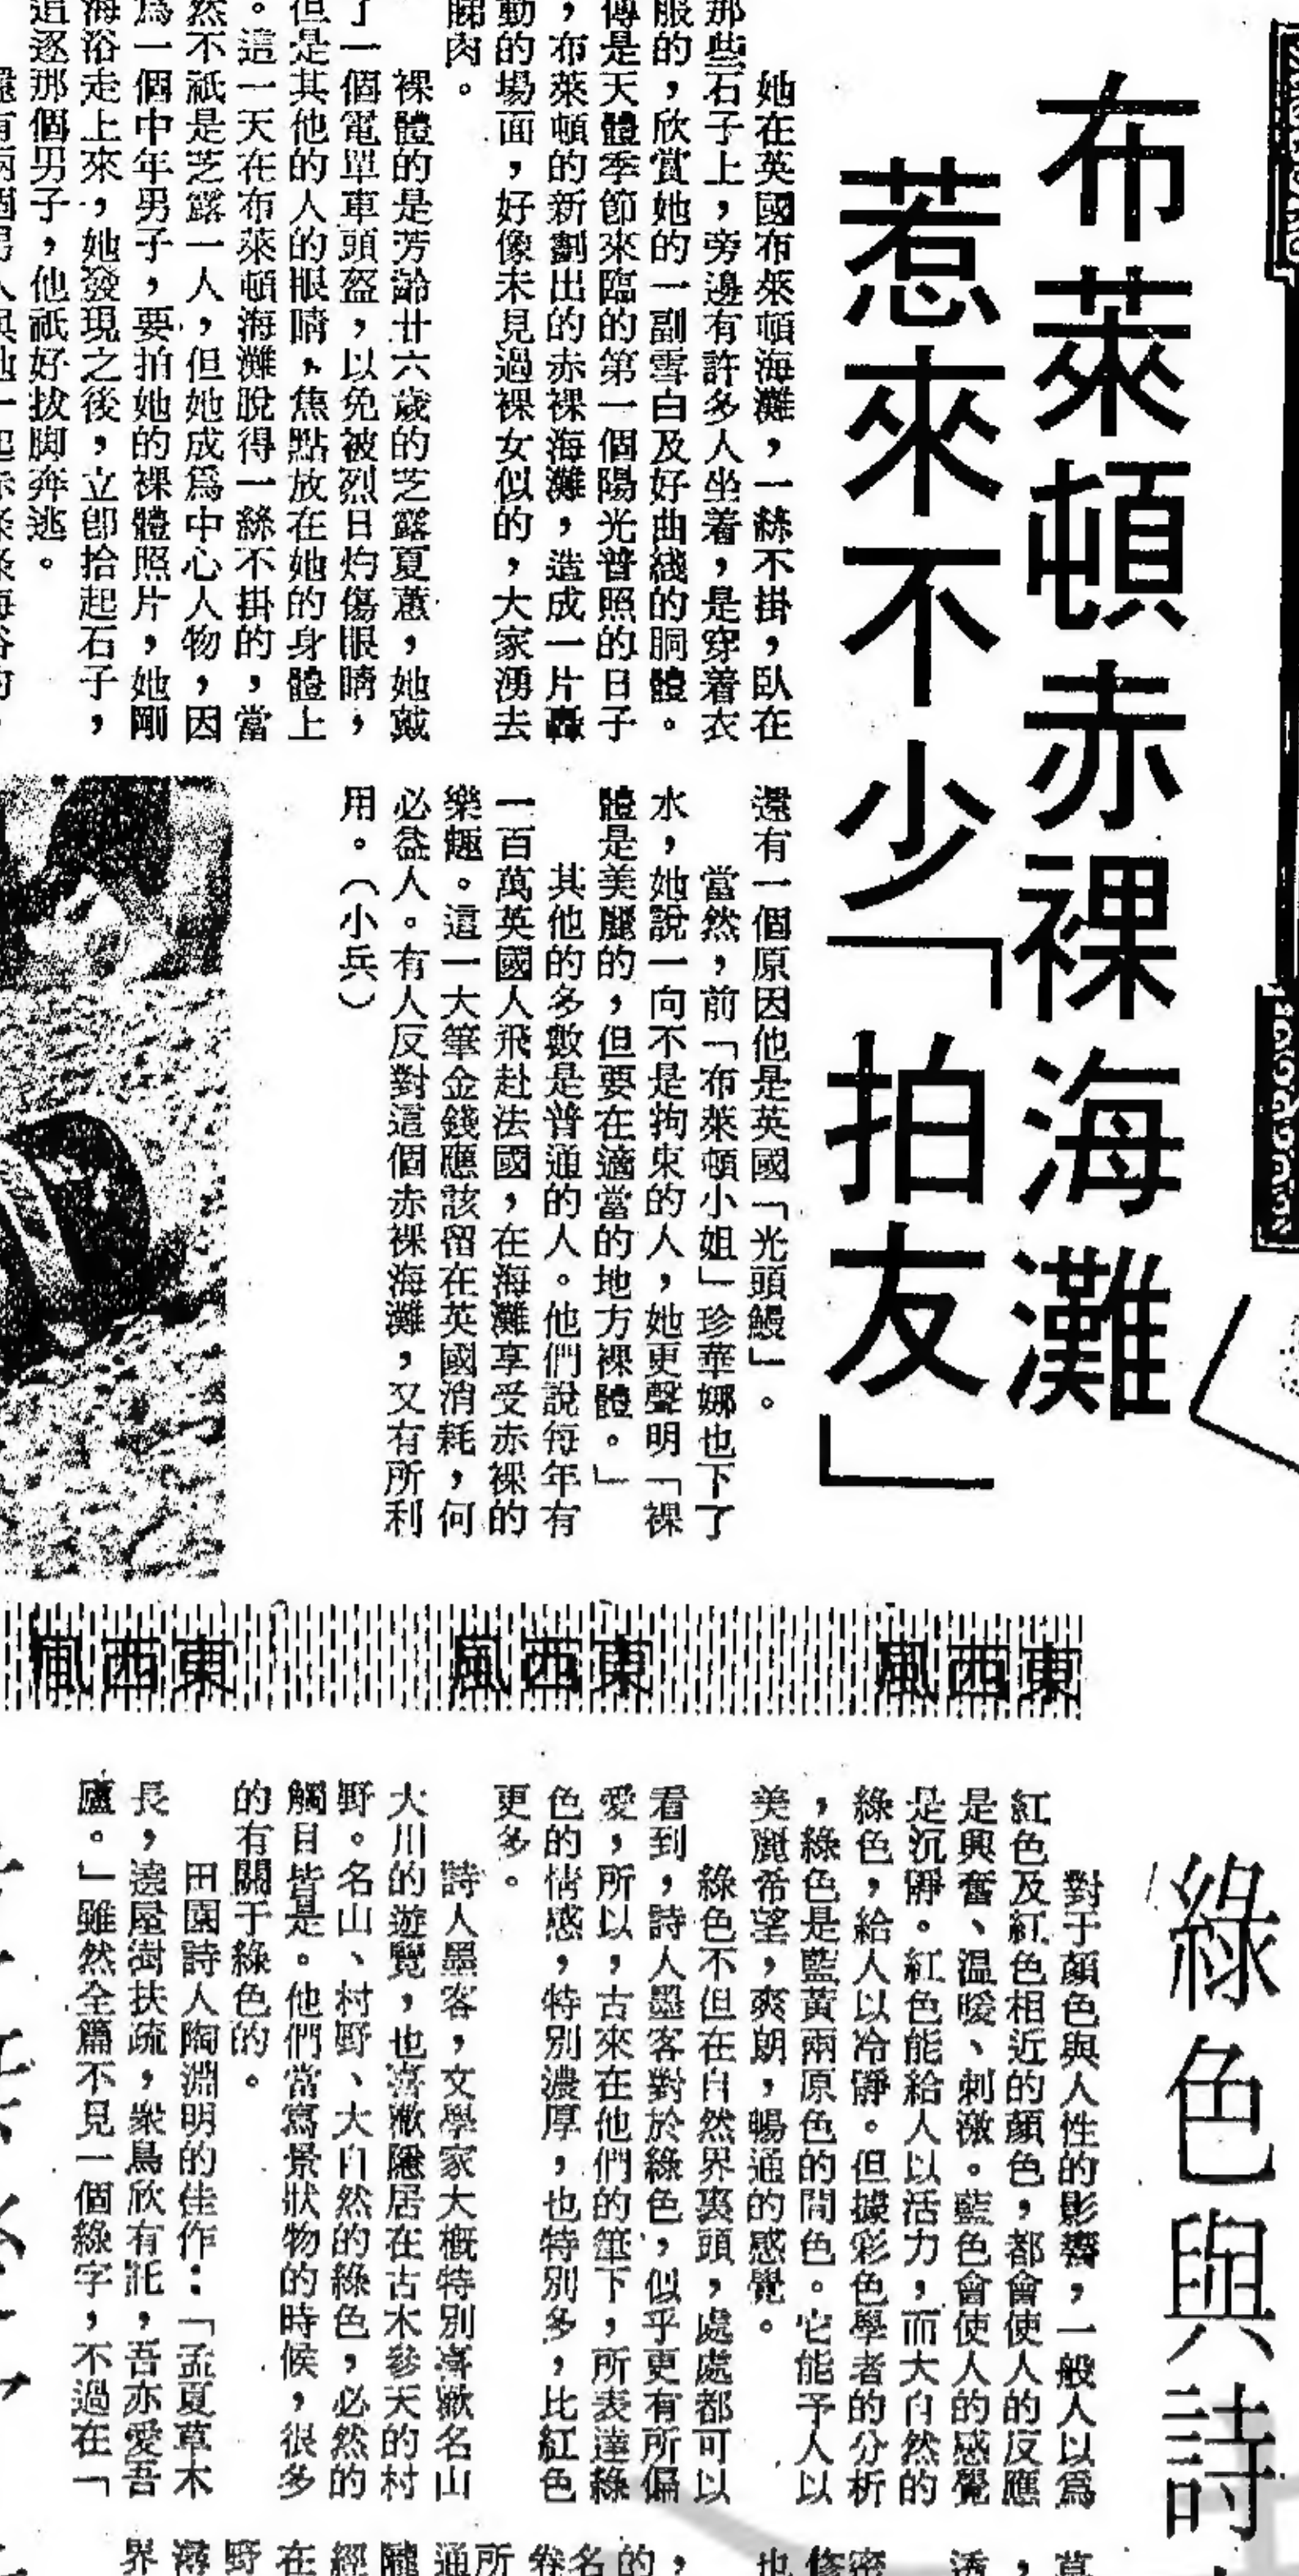 布萊頓赤裸海灘
惹來不少「拍友」
她在英國布萊頓海灘，一絲不掛，臥在
那些石子上，旁邊有許多人坐着，是穿着衣
服的，欣賞她的一副雪白及好曲綫的胴體。
傳是天體季節來臨的第一個陽光普照的日子
，布萊頓的新劃出的赤裸海灘，造成一片轟
動的場面，好像未見過裸女似的，大家湧去
睇肉。
裸體的是芳齡廿六歲的芝露夏蕙，她戴
了一個電單車頭盔，以免被烈日灼傷眼睛，
但是其他的人的眼睛，焦點放在她的身體上
。這一天在布萊頓海灘脫得一絲不掛的，當
然不祇是芝露一人，但她成爲中心人物，因
爲一個中年男子，要拍她的裸體照片，她剛
海浴走上來，她發現之後，立卽拾起石子，
追逐那個男子，他祇好拔脚奔逃。
還有兩個男人與她一起赤條條海浴的，
還有一個原因他是英國「光頭鰻」。
當然，前「布萊頓小姐」珍華娜也下了
水，她說一向不是拘束的人，她更聲明「裸
體是美麗的，但要在適當的地方裸體。」
其他的多數是普通的人。他們說每年有
一百萬英國人飛赴法國，在海灘享受赤裸的
樂趣。這一大筆金錢應該留在英國消耗，何
必益人。有人反對這個赤裸海灘，又有所利
用。（小兵）
風西東 風西東 風西東
綠色與詩
對于顏色與人性的影響，一般人以爲
紅色及紅色相近的顏色，都會使人的反應
是興奮、温暖、刺激。藍色會使人的感覺
是沉靜。紅色能給人以活力，而大自然的
綠色，給人以冷靜。但據彩色學者的分析
，綠色是藍黃兩原色的間色。它能予人以
美麗希望，爽朗，暢通的感覺。
綠色不但在自然界裏頭，處處都可以
看到，詩人墨客對於綠色，似乎更有所偏
愛，所以，古來在他們的筆下，所表達綠
色的情感，特別濃厚，也特別多，比紅色
更多。
詩人墨客，文學家大概特別喜歡名山
大川的遊覽，也喜歡隱居在古木參天的村
野。名山、村野、大自然的綠色，必然的
觸目皆是。他們當寫景狀物的時候，很多
的有關于綠色的。
田園詩人陶淵明的佳作：「孟夏草木
長，遶屋澍扶疏，衆鳥欣有託，吾亦愛吾
廬。」雖然全篇不見一個綠字，不過在「